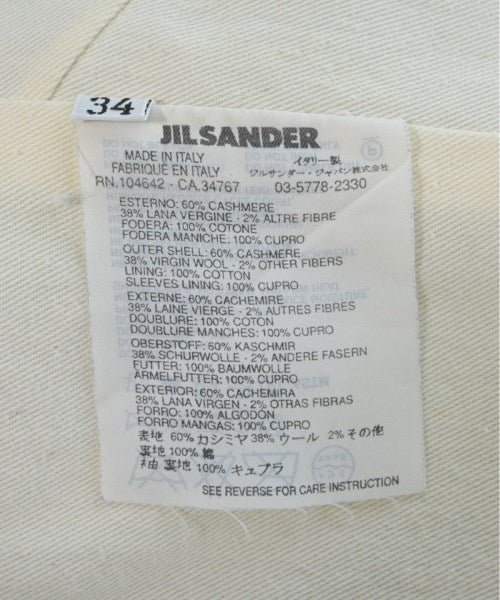 34
JIL SANDER
MADE IN ITALY イタリー製
FABRIQUE EN ITALY ジルサンダー・ジャパン株式会社
RN.104642 - CA.34767 03-5778-2330
ESTERNO: 60% CASHMERE
38% LANA VERGINE - 2% ALTRE FIBRE
FODERA: 100% COTONE
FODERA MANICHE: 100% CUPRO
OUTER SHELL: 60% CASHMERE
38% VIRGIN WOOL - 2% OTHER FIBERS
LINING: 100% COTTON
SLEEVES LINING: 100% CUPRO
EXTERNE: 60% CACHEMIRE
38% LAINE VIERGE - 2% AUTRES FIBRES
DOUBLURE: 100% COTON
DOUBLURE MANCHES: 100% CUPRO
OBERSTOFF: 60% KASCHMIR
38% SCHURWOLLE - 2% ANDERE FASERN
FUTTER: 100% BAUMWOLLE
ARMELFUTTER: 100% CUPRO
EXTERIOR: 60% CACHEMIRA
38% LANA VIRGEN - 2% OTRAS FIBRAS
FORRO: 100% ALGODON
FORRO MANGAS: 100% CUPRO
表地 60% カシミヤ 38% ウール 2% その他
裏地 100% 綿
袖裏地 100% キュプラ
SEE REVERSE FOR CARE INSTRUCTION